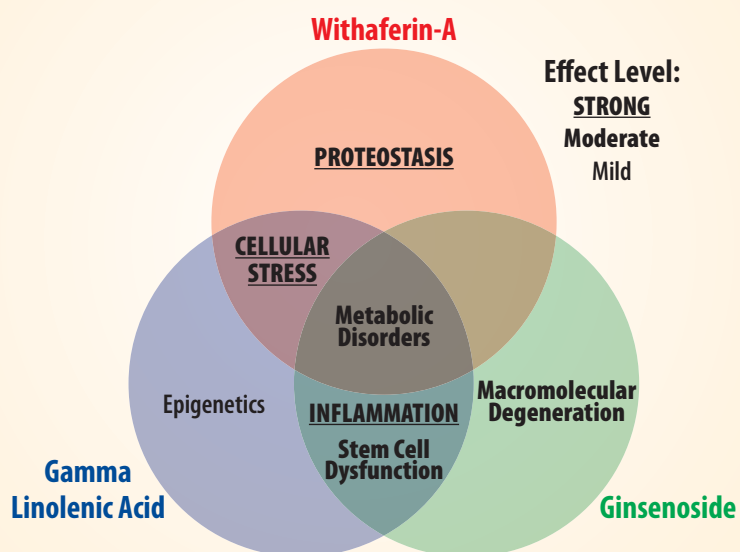 Withaferin-A
Effect Level:
STRONG
Moderate
Mild
PROTEOSTASIS
CELLULAR
STRESS
Metabolic
Disorders
Epigenetics
INFLAMMATION
Stem Cell
Dysfunction
Macromolecular
Degeneration
Gamma
Linolenic Acid
Ginsenoside